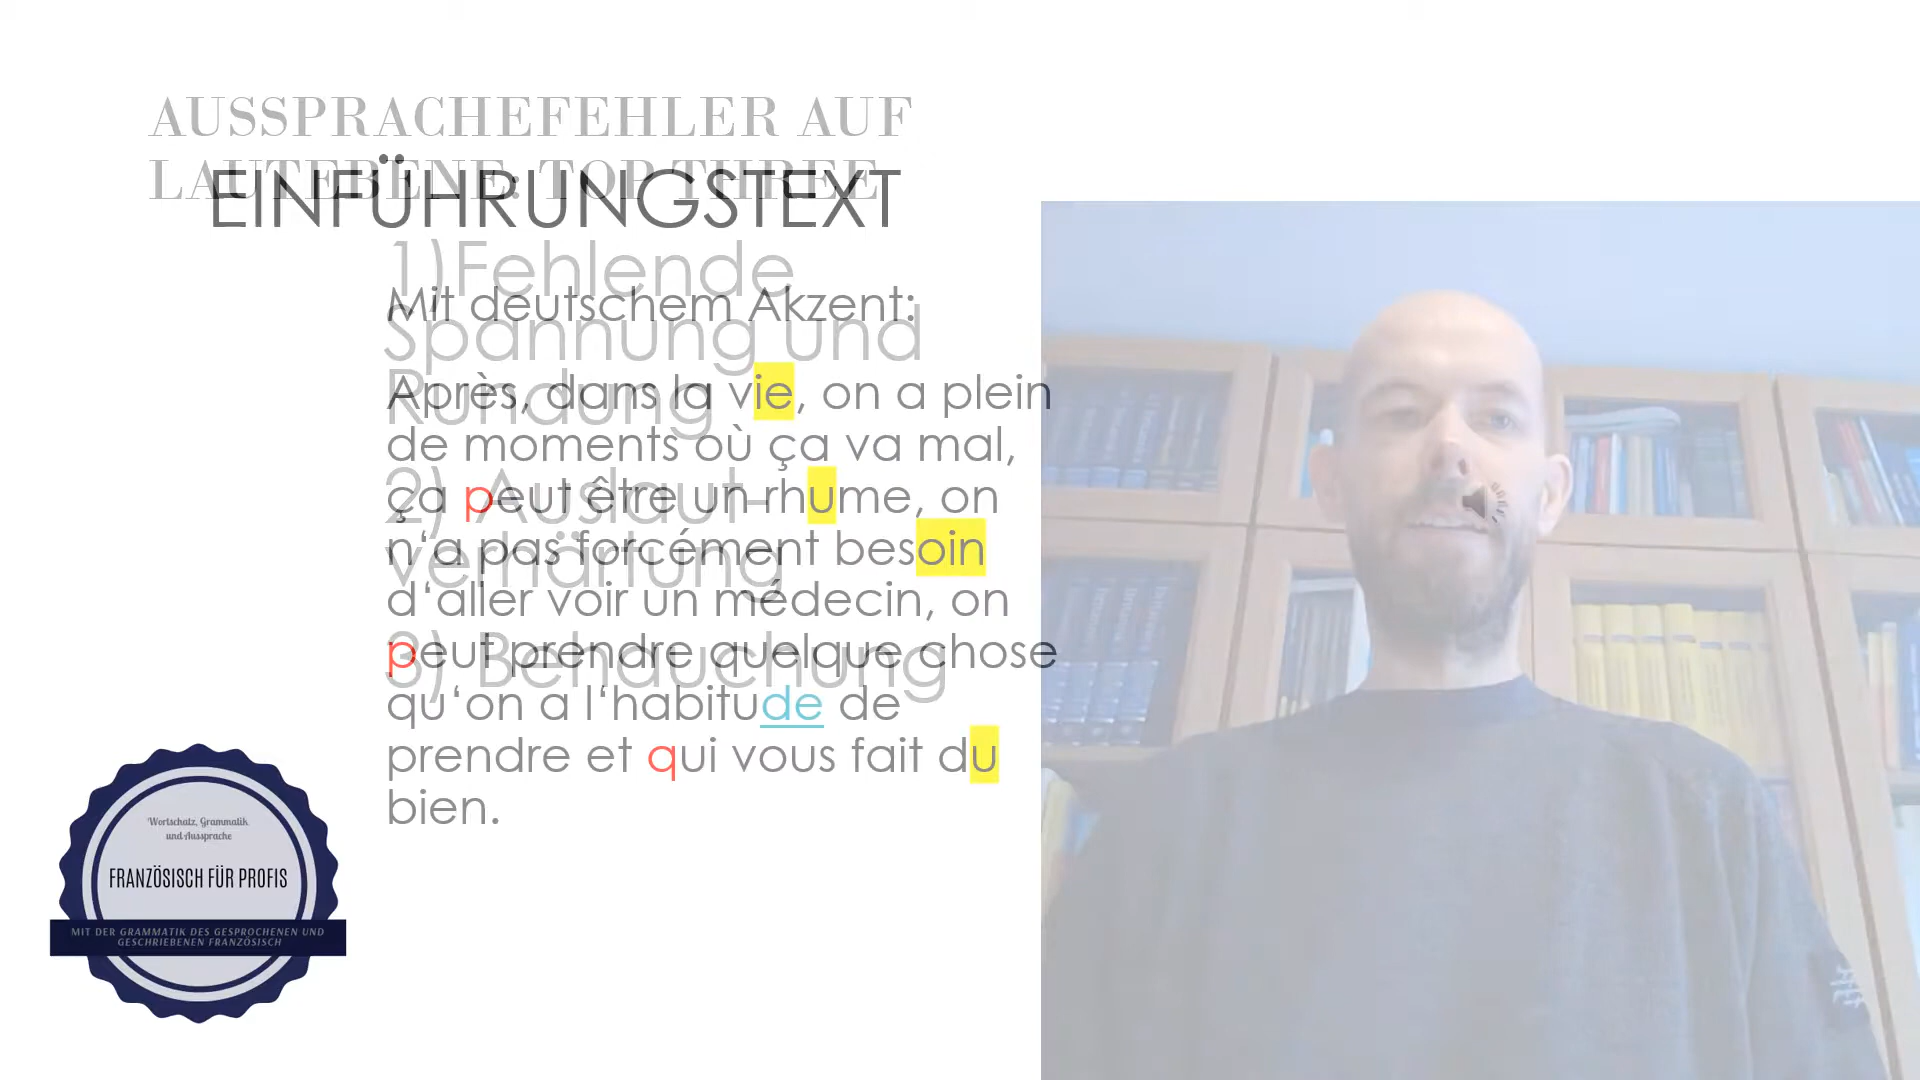 AUSSPRACHEFEHLER AUF
LAUTEBENE: TOP THREE
1)Fehlende
Spannung und
Rundung
2) Auslaut-
verhärtung
3) Behauchung
EINFÜHRUNGSTEXT
Mit deutschem Akzent:
Après, dans la vie, on a plein
de moments où ça va mal,
ça peut être un rhume, on
n‘a pas forcément besoin
d‘aller voir un médecin, on
peut prendre quelque chose
qu‘on a l‘habitude de
prendre et qui vous fait du
bien.
Wortschatz, Grammatik
und Aussprache
FRANZÖSISCH FÜR PROFIS
MIT DER GRAMMATIK DES GESPROCHENEN UND
GESCHRIEBENEN FRANZÖSISCH